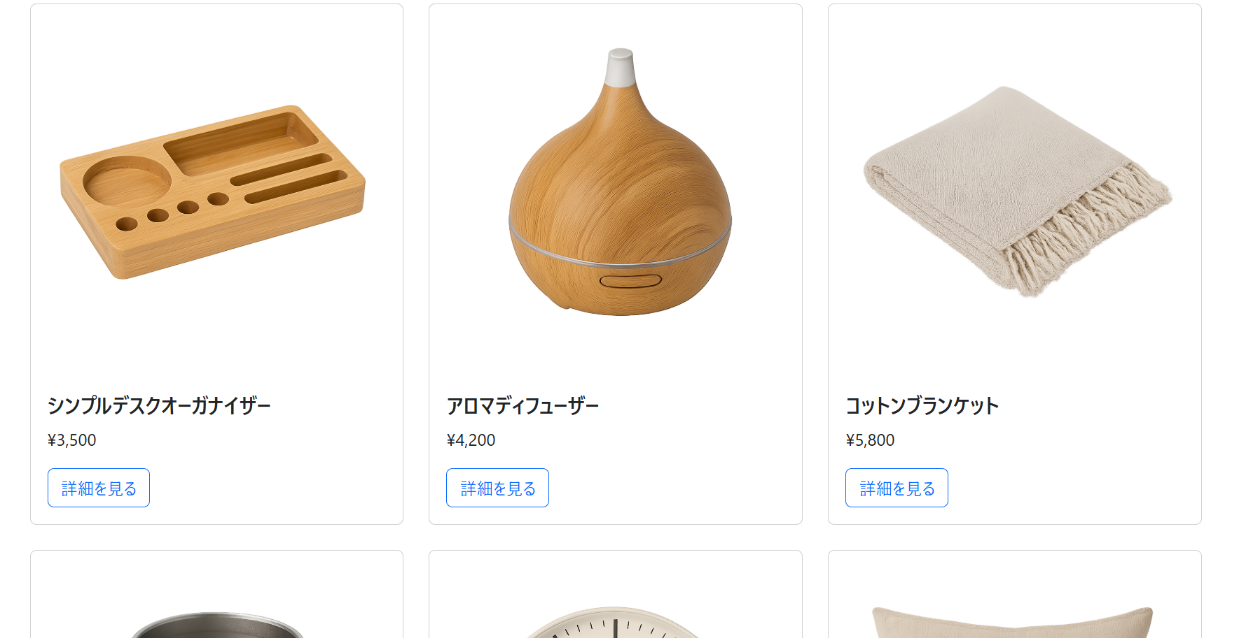 シンプルデスクオーガナイザー
¥3,500
詳細を見る
アロマディフューザー
¥4,200
詳細を見る
コットンブランケット
¥5,800
詳細を見る